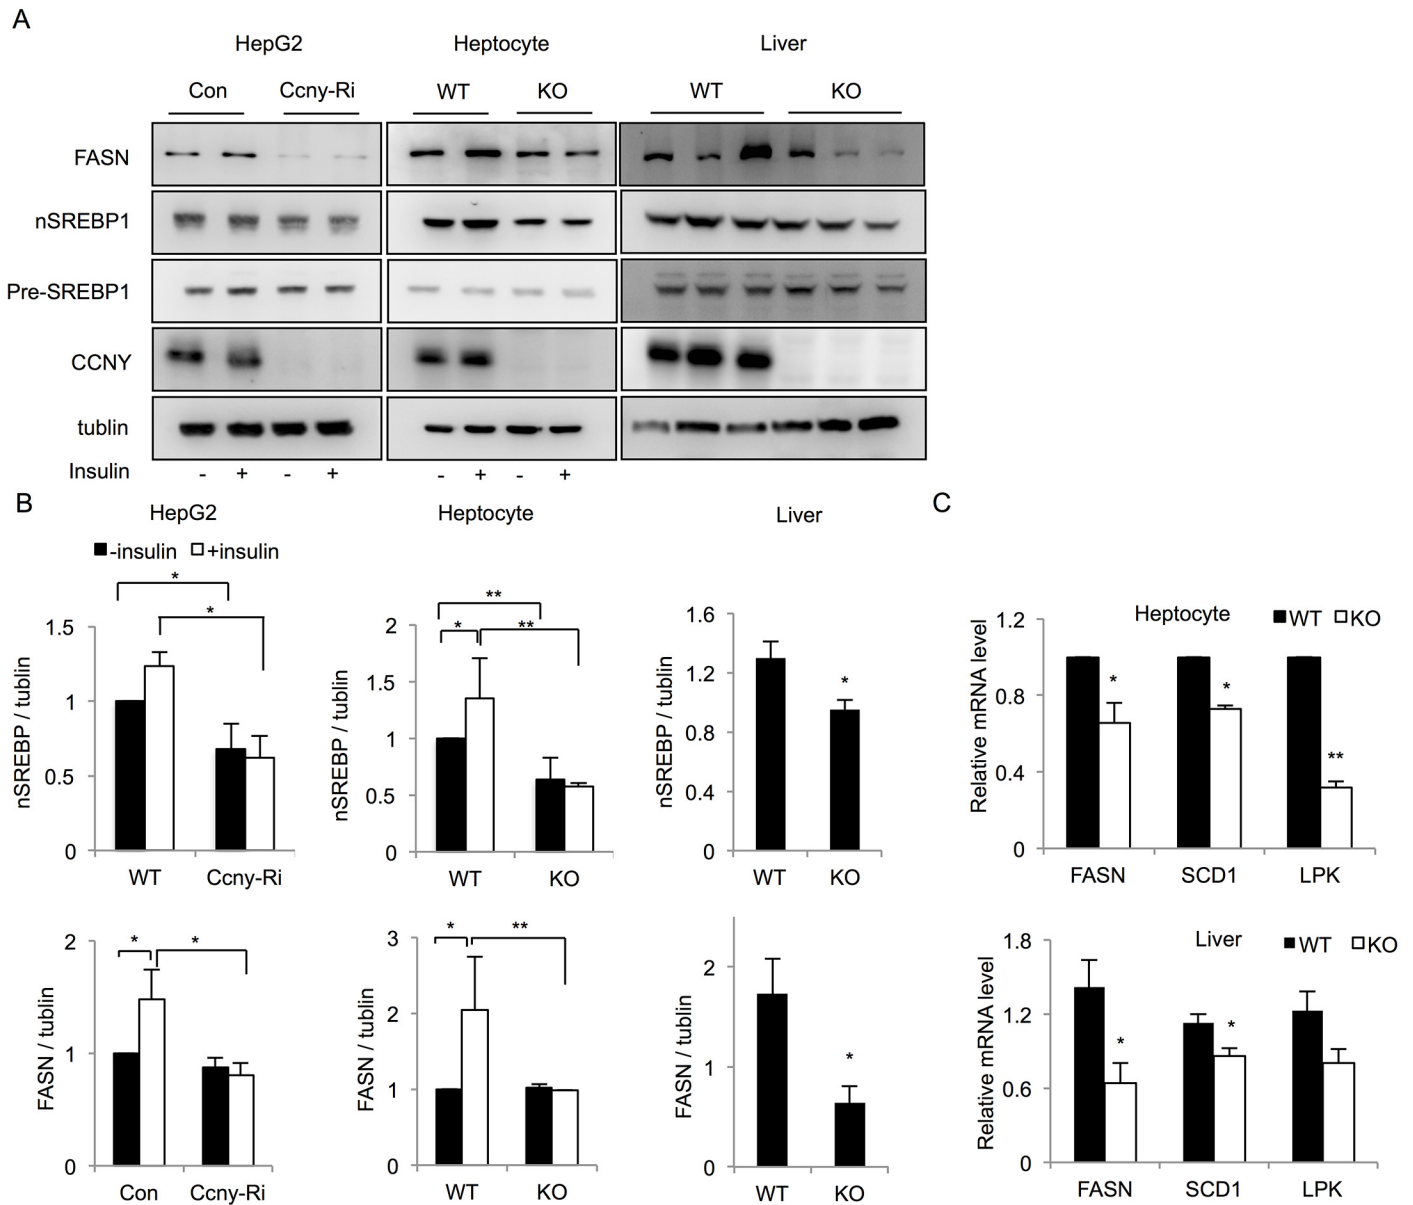 A
HepG2 Heptocyte Liver
Con Ccny-Ri WT KO WT KO
FASN
nSREBP1
Pre-SREBP1
CCNY
tublin
Insulin - + - + - + - +
B
HepG2 Heptocyte Liver
-insulin +insulin
* *
nSREBP / tublin
1.5
1
0.5
0
WT Ccny-Ri
** * **
nSREBP / tublin
2
1.5
1
0.5
0
WT KO
nSREBP / tublin
1.6
1.2
0.8
0.4
0
*
WT KO
* *
FASN / tublin
2
1
0
Con Ccny-Ri
* **
FASN / tublin
3
2
1
0
WT KO
FASN / tublin
2
1
0
*
WT KO
C
Heptocyte WT KO
Relative mRNA level
1.2
0.8
0.4
0
* * **
FASN SCD1 LPK
Liver WT KO
Relative mRNA level
1.8
1.2
0.6
0
* *
FASN SCD1 LPK